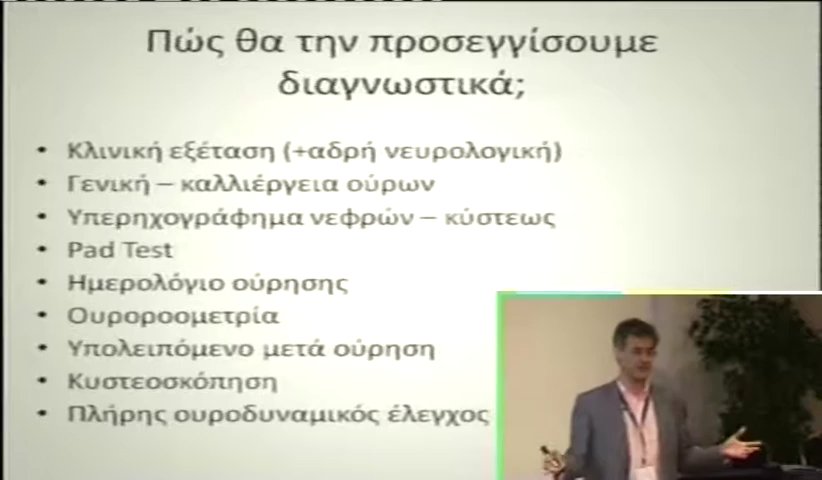 Πώς θα την προσεγγίσουμε
διαγνωστικά;
• Κλινική εξέταση (+αδρή νευρολογική)
• Γενική – καλλιέργεια ούρων
• Υπερηχογράφημα νεφρών – κύστεως
• Pad Test
• Ημερολόγιο ούρησης
• Ουροροομετρία
• Υπολειπόμενο μετά ούρηση
• Κυστεοσκόπηση
• Πλήρης ουροδυναμικός έλεγχος